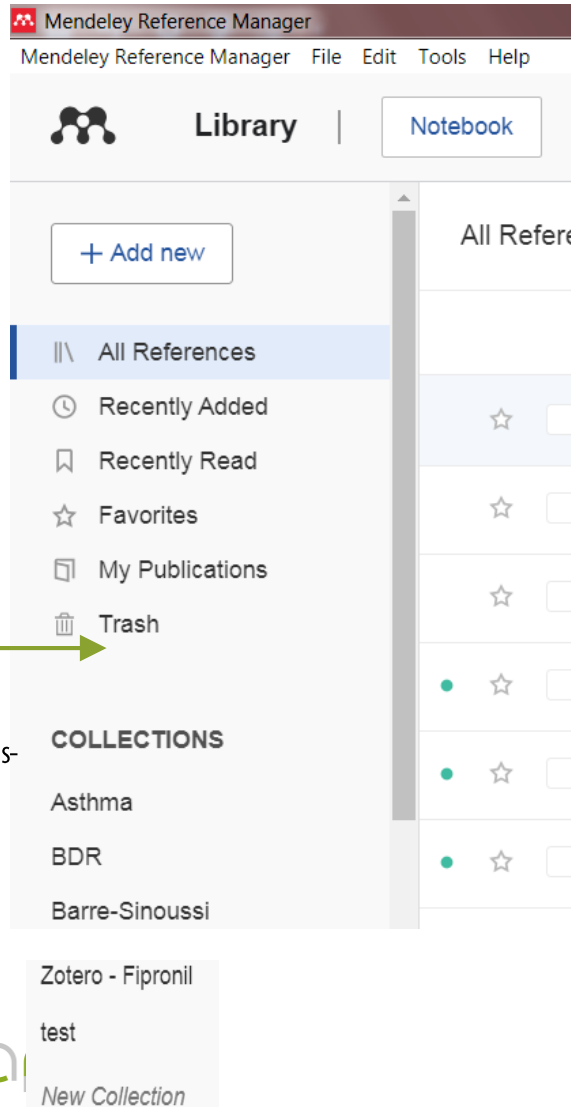 Mendeley Reference Manager
Mendeley Reference Manager File Edit Tools Help
Library | Notebook
+ Add new
All Refere
All References
Recently Added
Recently Read
Favorites
My Publications
Trash
s-
COLLECTIONS
Asthma
BDR
Barre-Sinoussi
Zotero - Fipronil
test
New Collection